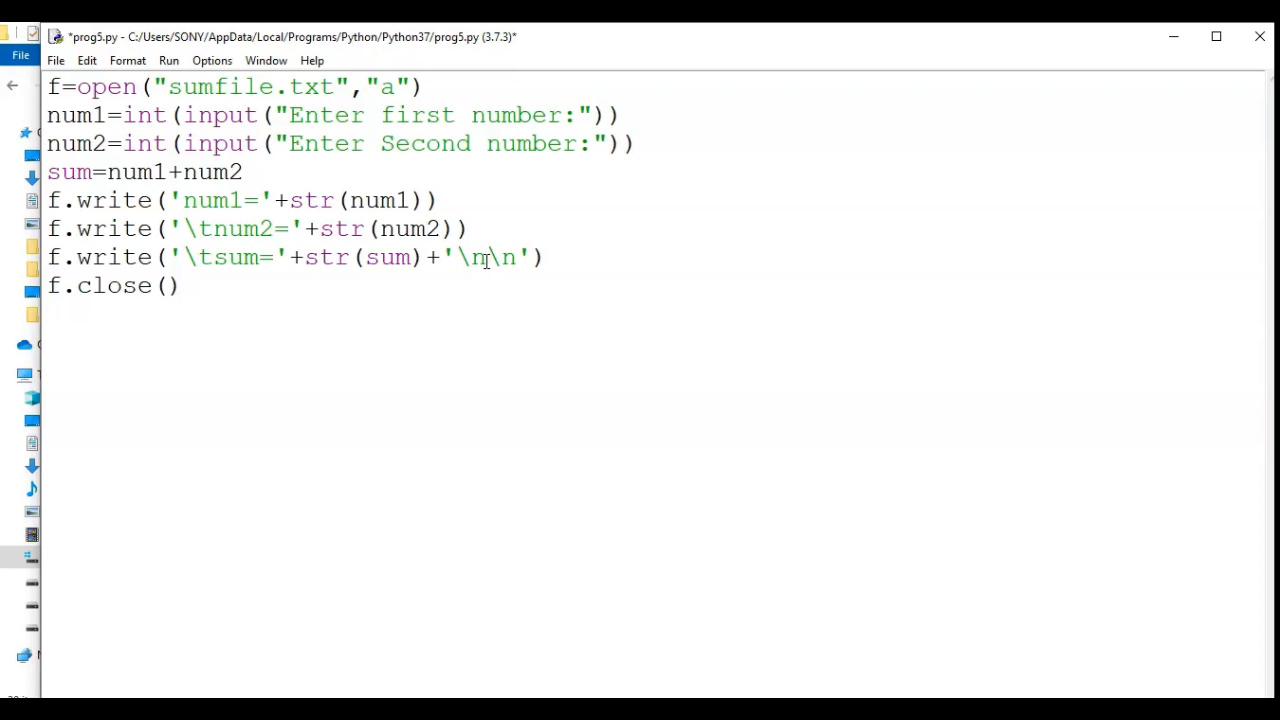 *prog5.py - C:/Users/SONY/AppData/Local/Programs/Python/Python37/prog5.py (3.7.3)*
File
File Edit Format Run Options Window Help
f=open("sumfile.txt","a")
num1=int(input("Enter first number:"))
num2=int(input("Enter Second number:"))
sum=num1+num2
f.write('num1='+str(num1))
f.write('\tnum2='+str(num2))
f.write('\tsum='+str(sum)+'\n\n')
f.close()